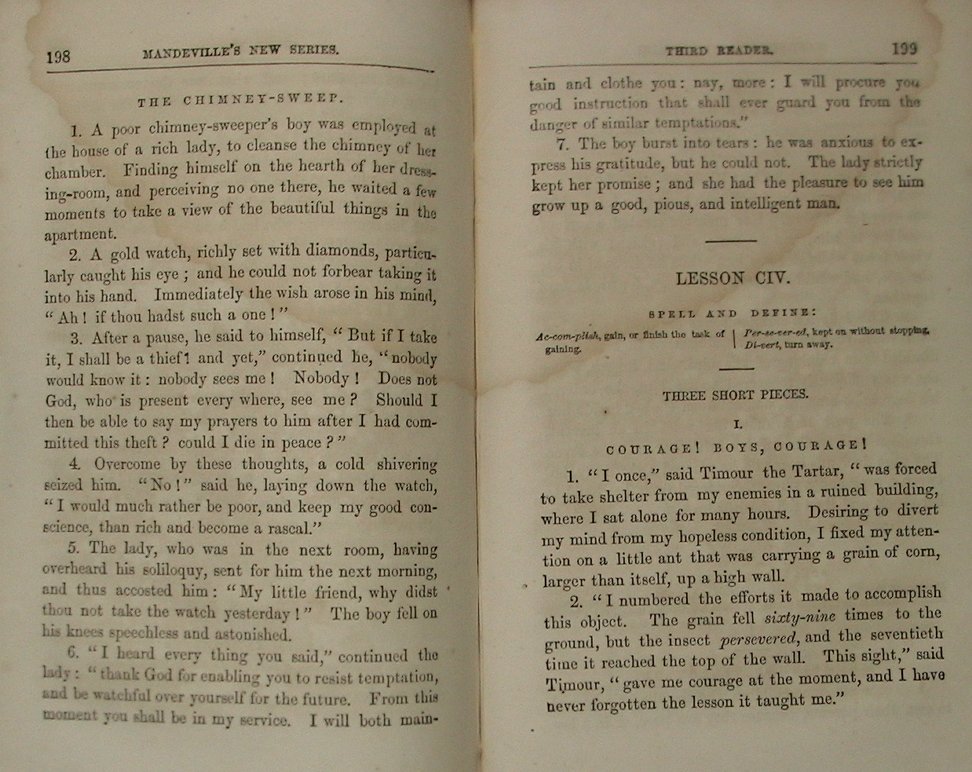 198 MANDEVILLE'S NEW SERIES.
THE CHIMNEY-SWEEP.
1. A poor chimney-sweeper's boy was employed at
the house of a rich lady, to cleanse the chimney of her
chamber. Finding himself on the hearth of her dress-
ing-room, and perceiving no one there, he waited a few
moments to take a view of the beautiful things in the
apartment.
2. A gold watch, richly set with diamonds, particu-
larly caught his eye; and he could not forbear taking it
into his hand. Immediately the wish arose in his mind,
"Ah! if thou hadst such a one!"
3. After a pause, he said to himself, "But if I take
it, I shall be a thief! and yet," continued he, "nobody
would know it: nobody sees me! Nobody! Does not
God, who is present every where, see me? Should I
then be able to say my prayers to him after I had com-
mitted this theft? could I die in peace?"
4. Overcome by these thoughts, a cold shivering
seized him. "No!" said he, laying down the watch,
"I would much rather be poor, and keep my good con-
science, than rich and become a rascal."
5. The lady, who was in the next room, having
overheard his soliloquy, sent for him the next morning,
and thus accosted him: "My little friend, why didst
thou not take the watch yesterday!" The boy fell on
his knees speechless and astonished.
6. "I heard every thing you said," continued the
lady: "thank God for enabling you to resist temptation,
and be watchful over yourself for the future. From this
moment you shall be in my service. I will both main-
THIRD READER. 199
tain and clothe you: nay, more: I will procure you
good instruction that shall ever guard you from the
danger of similar temptations."
7. The boy burst into tears: he was anxious to ex-
press his gratitude, but he could not. The lady strictly
kept her promise; and she had the pleasure to see him
grow up a good, pious, and intelligent man.
LESSON CIV.
SPELL AND DEFINE:
Ac-com-plish, gain, or finish the task of
gaining.
Per-se-ver-ed, kept on without stopping.
Di-vert, turn away.
THREE SHORT PIECES.
I.
COURAGE! BOYS, COURAGE!
1. "I once," said Timour the Tartar, "was forced
to take shelter from my enemies in a ruined building,
where I sat alone for many hours. Desiring to divert
my mind from my hopeless condition, I fixed my atten-
tion on a little ant that was carrying a grain of corn,
larger than itself, up a high wall.
2. "I numbered the efforts it made to accomplish
this object. The grain fell sixty-nine times to the
ground, but the insect persevered, and the seventieth
time it reached the top of the wall. This sight," said
Timour, "gave me courage at the moment, and I have
never forgotten the lesson it taught me."